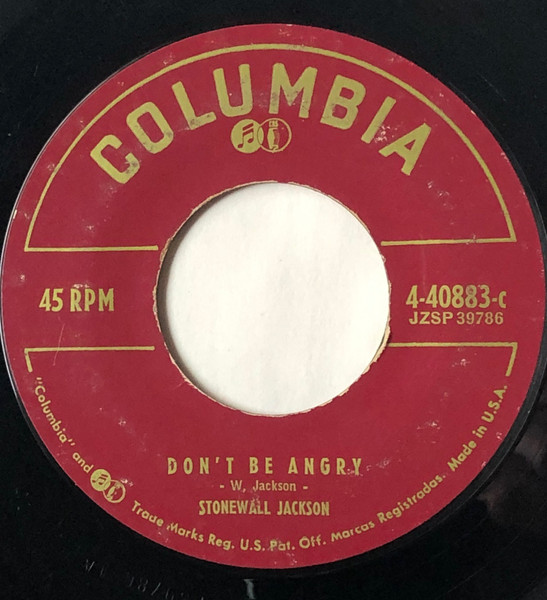 COLUMBIA
45 RPM
4-40883-c
JZSP 39786
DON'T BE ANGRY
- W. Jackson -
STONEWALL JACKSON
"Columbia" and Trade Marks Reg. U.S. Pat. Off. Marcas Registradas. Made in U.S.A.